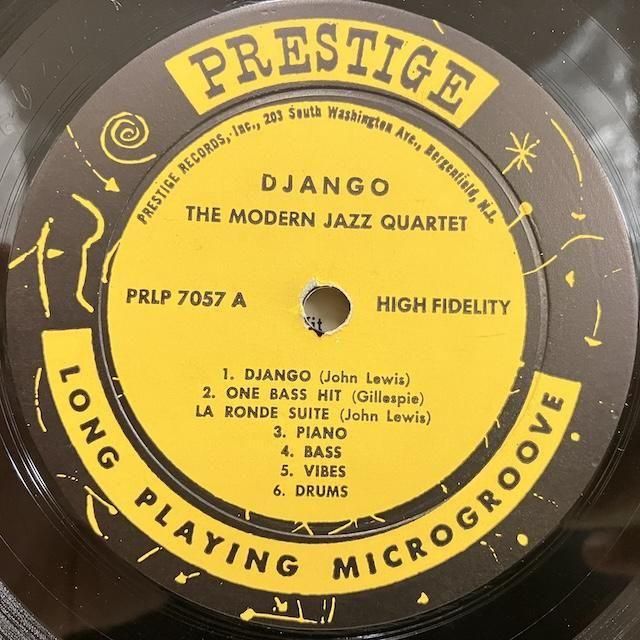 PRESTIGE
PRESTIGE RECORDS, Inc., 203 South Washington Ave., Bergenfield, N.J.
DJANGO
THE MODERN JAZZ QUARTET
PRLP 7057 A
HIGH FIDELITY
1. DJANGO (John Lewis)
2. ONE BASS HIT (Gillespie)
LA RONDE SUITE (John Lewis)
3. PIANO
4. BASS
5. VIBES
6. DRUMS
LONG PLAYING MICROGROOVE